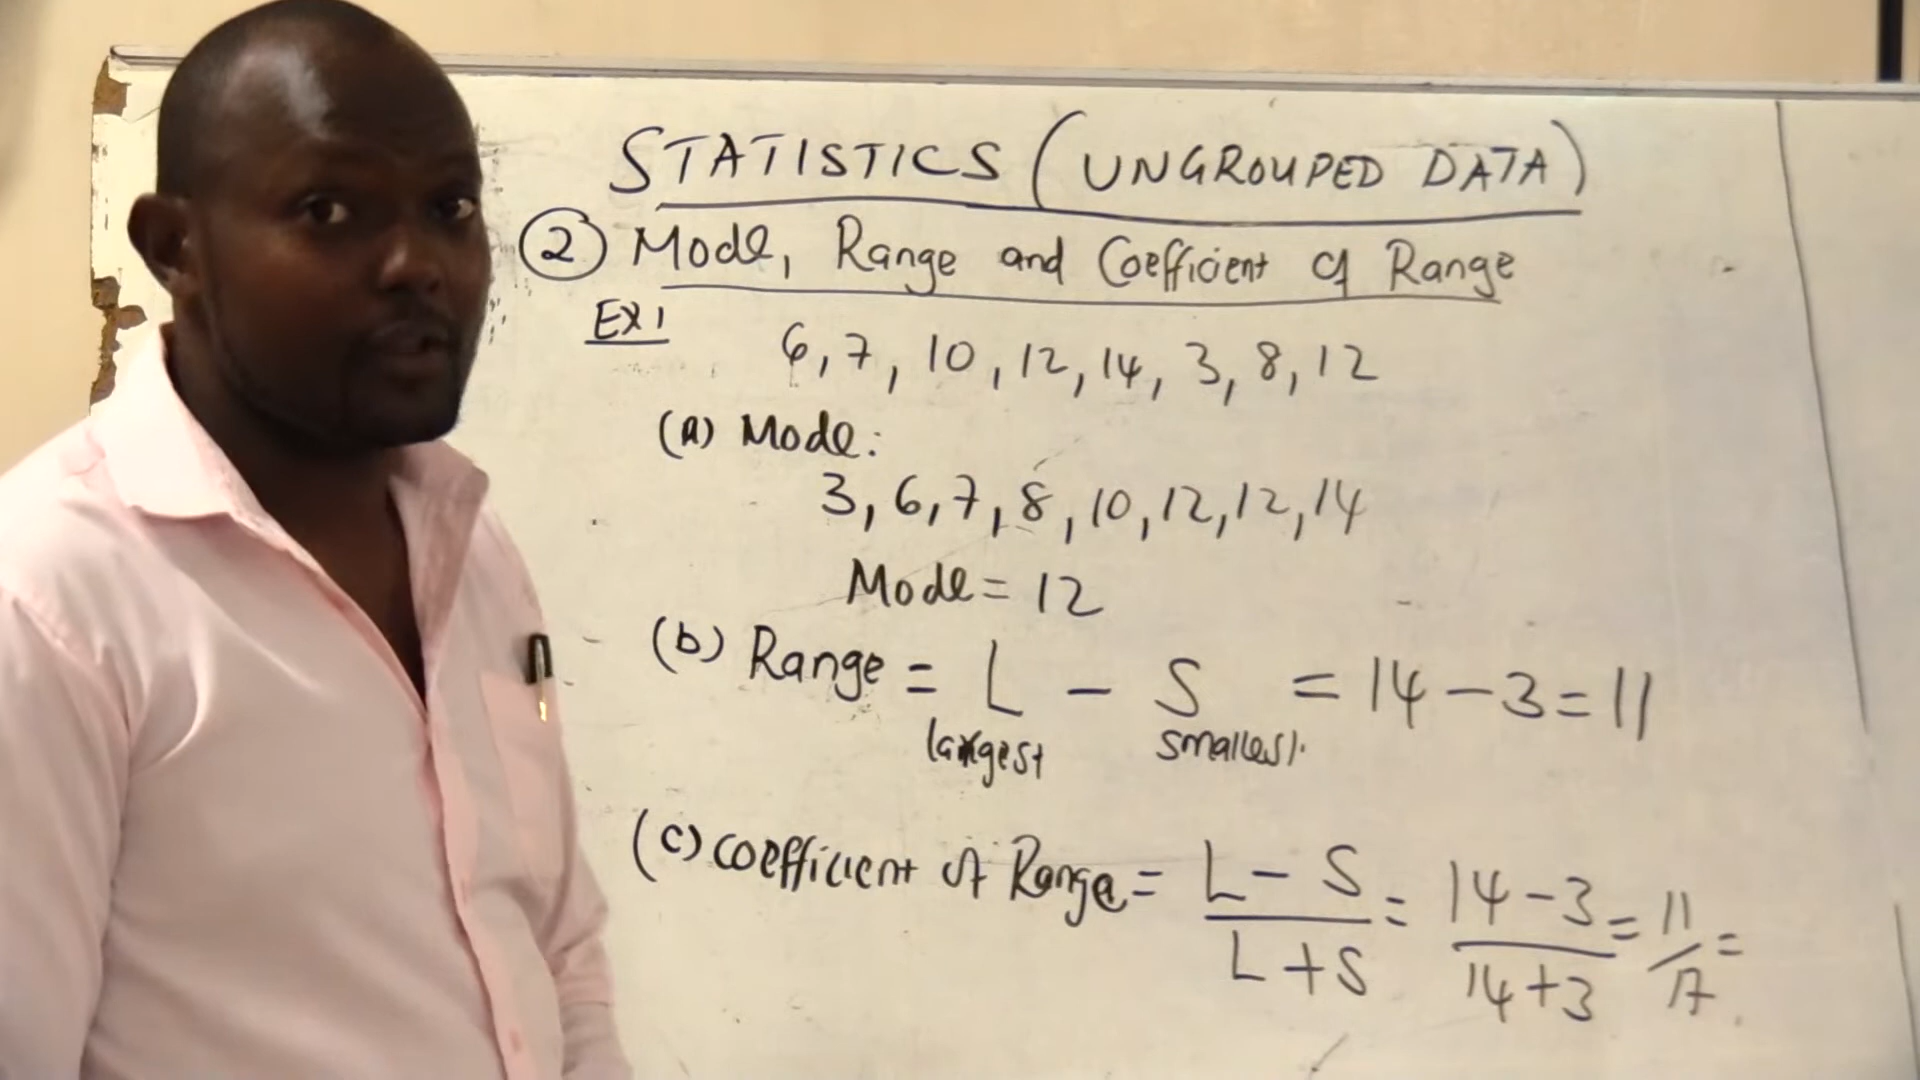 STATISTICS (UNGROUPED DATA)
② Mode, Range and Coefficient of Range
EX1
6, 7, 10, 12, 14, 3, 8, 12
(a) Mode:
3, 6, 7, 8, 10, 12, 12, 14
Mode = 12
(b) Range = L - S = 14 - 3 = 11
largest smallest.
(c) Coefficient of Range = L - S / L + S = 14 - 3 / 14 + 3 = 11 / 17 =